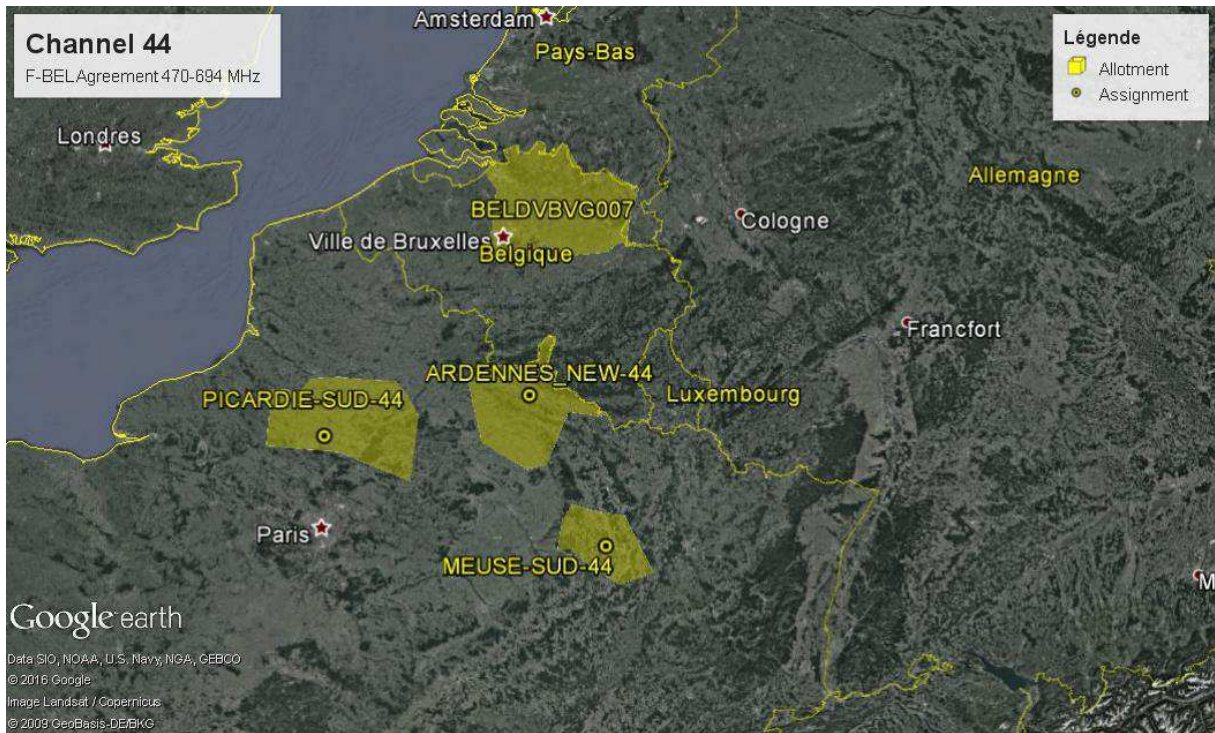 Channel 44
F-BEL Agreement 470-694 MHz
Légende
Allotment
Assignment
Amsterdam
Pays-Bas
Londres
Allemagne
BELDVBVG007
Cologne
Ville de Bruxelles
Belgique
Francfort
ARDENNES_NEW-44
PICARDIE-SUD-44
Luxembourg
Paris
MEUSE-SUD-44
M
Google earth
Data SIO, NOAA, U.S. Navy, NGA, GEBCO
© 2016 Google
Image Landsat / Copernicus
© 2009 GeoBasis-DE/BKG